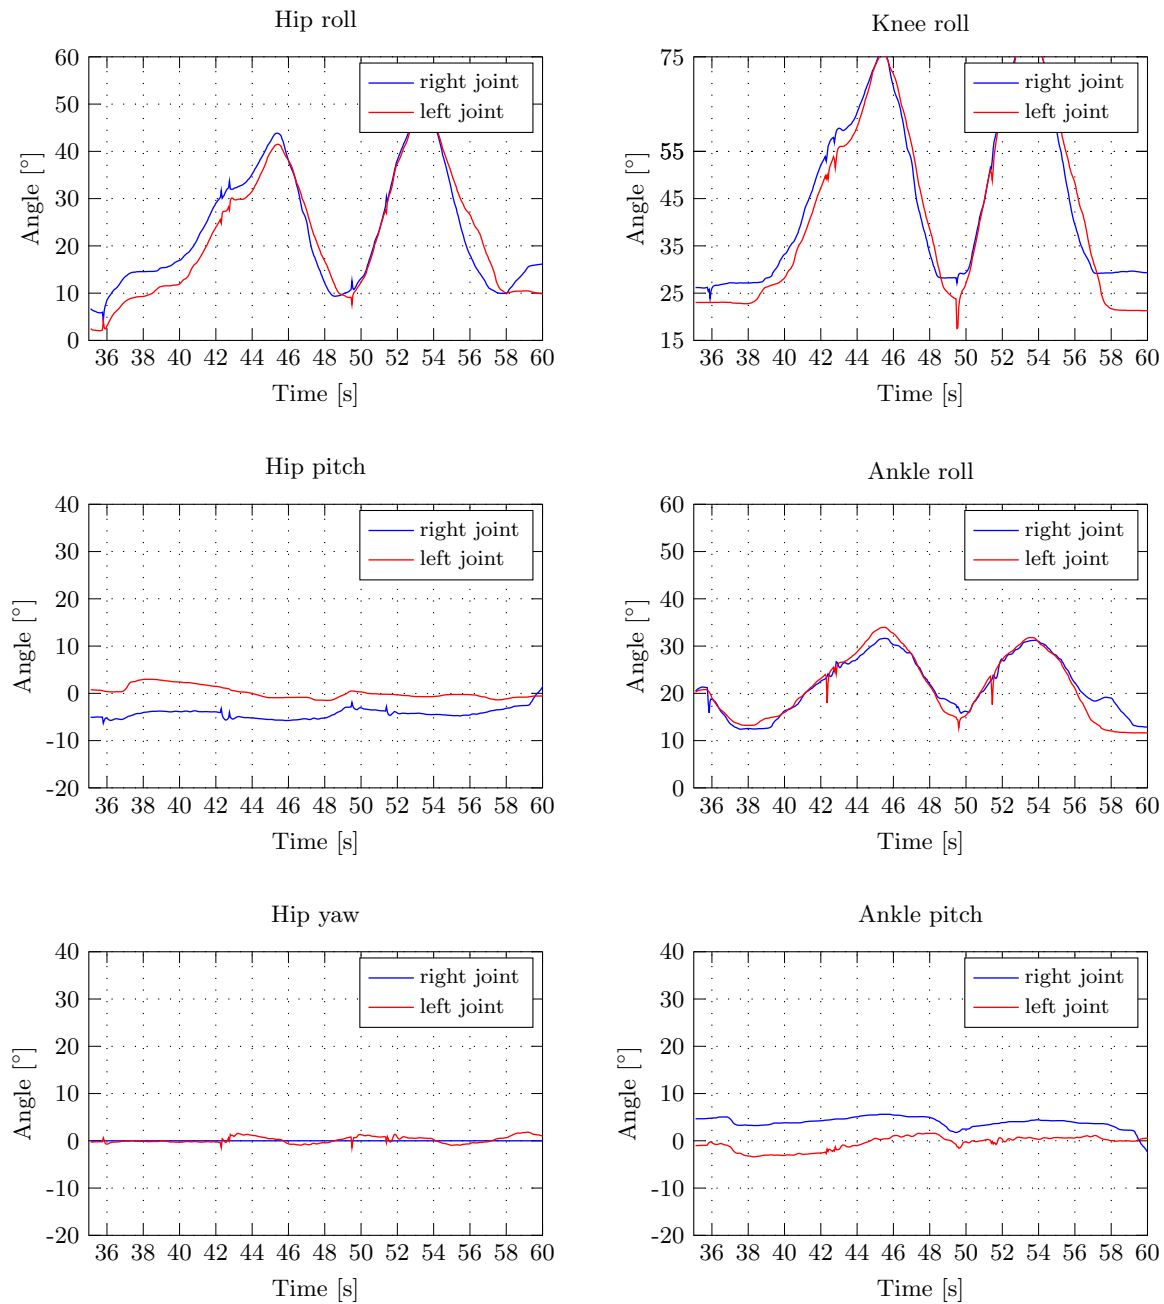 Hip roll
60
50
40
30
20
10
0
Angle [°]
right joint
left joint
36 38 40 42 44 46 48 50 52 54 56 58 60
Time [s]
Knee roll
75
55
45
35
25
15
Angle [°]
right joint
left joint
36 38 40 42 44 46 48 50 52 54 56 58 60
Time [s]
Hip pitch
40
30
20
10
0
-10
-20
Angle [°]
right joint
left joint
36 38 40 42 44 46 48 50 52 54 56 58 60
Time [s]
Ankle roll
60
50
40
30
20
10
0
Angle [°]
right joint
left joint
36 38 40 42 44 46 48 50 52 54 56 58 60
Time [s]
Hip yaw
40
30
20
10
0
-10
-20
Angle [°]
right joint
left joint
36 38 40 42 44 46 48 50 52 54 56 58 60
Time [s]
Ankle pitch
40
30
20
10
0
-10
-20
Angle [°]
right joint
left joint
36 38 40 42 44 46 48 50 52 54 56 58 60
Time [s]